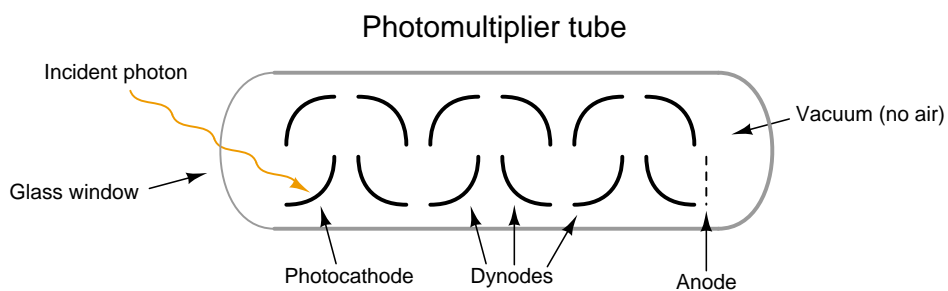 Photomultiplier tube
Incident photon
Vacuum (no air)
Glass window
Photocathode
Dynodes
Anode